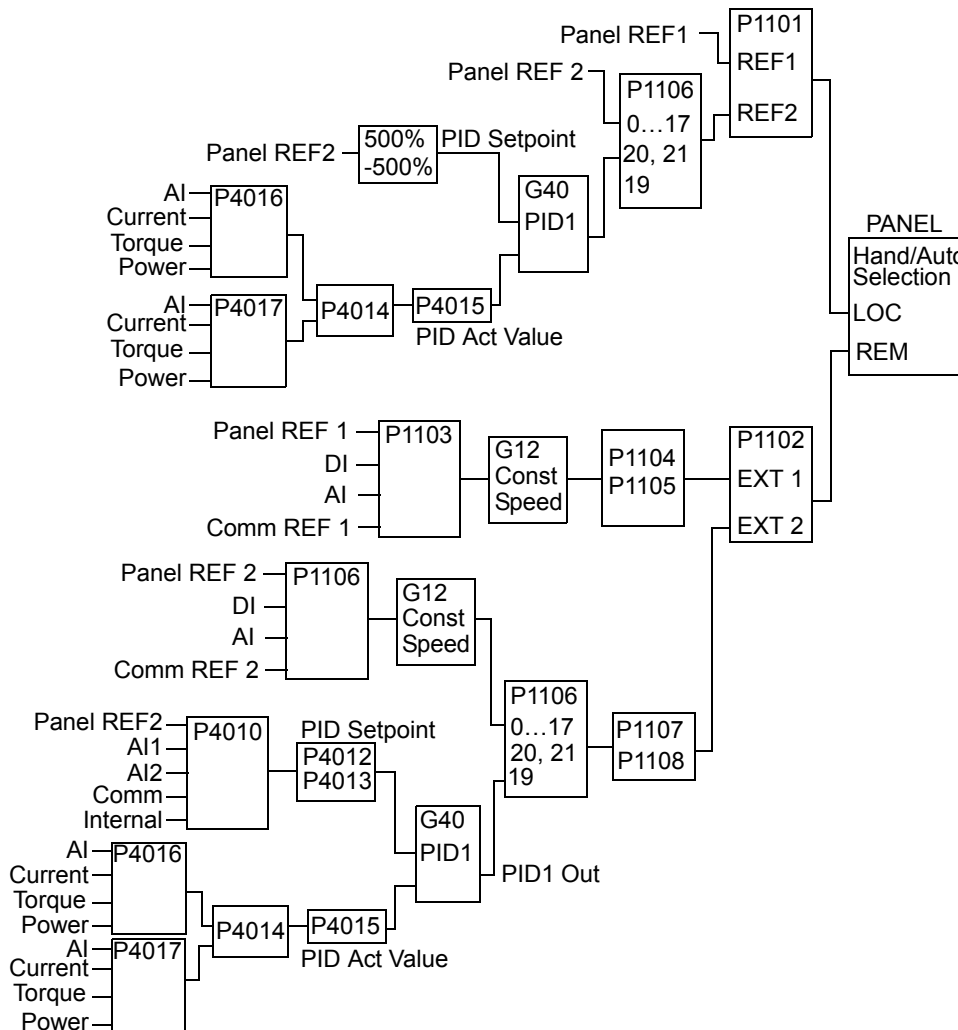 P1101
Panel REF1
REF1
Panel REF 2
P1106
REF2
0…17
20, 21
19
Panel REF2
500%
-500%
PID Setpoint
G40
PID1
AI
P4016
Current
Torque
Power
AI
P4017
Current
Torque
Power
P4014
P4015
PID Act Value
PANEL
Hand/Auto
Selection
LOC
REM
Panel REF 1
P1103
DI
AI
Comm REF 1
G12
Const
Speed
P1104
P1105
P1102
EXT 1
EXT 2
Panel REF 2
P1106
DI
AI
Comm REF 2
G12
Const
Speed
P1106
0…17
20, 21
19
P1107
P1108
Panel REF2
P4010
AI1
AI2
Comm
Internal
PID Setpoint
P4012
P4013
G40
PID1
PID1 Out
AI
P4016
Current
Torque
Power
AI
P4017
Current
Torque
Power
P4014
P4015
PID Act Value